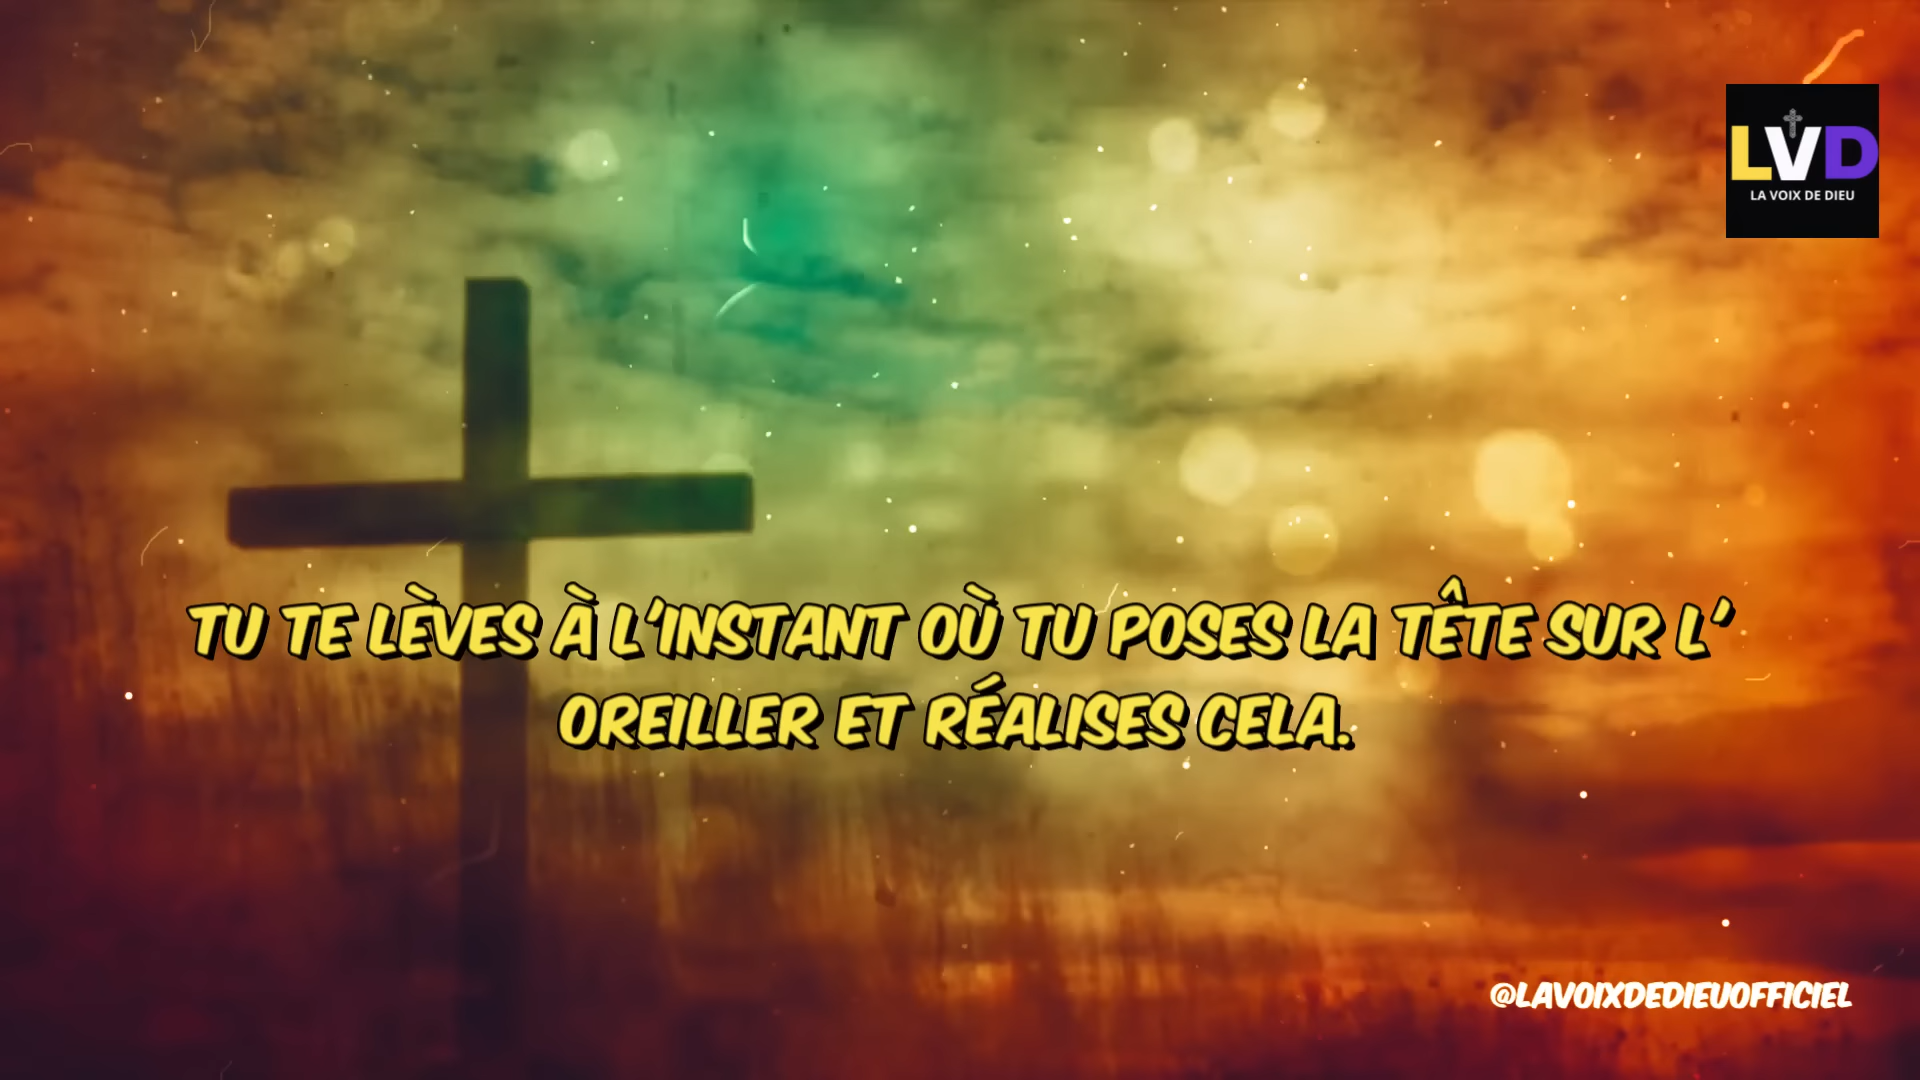 LVD
LA VOIX DE DIEU
TU TE LÈVES À L'INSTANT OÙ TU POSES LA TÊTE SUR L'
OREILLER ET RÉALISES CELA.
@LAVOIXDEDIEUOFFICIEL